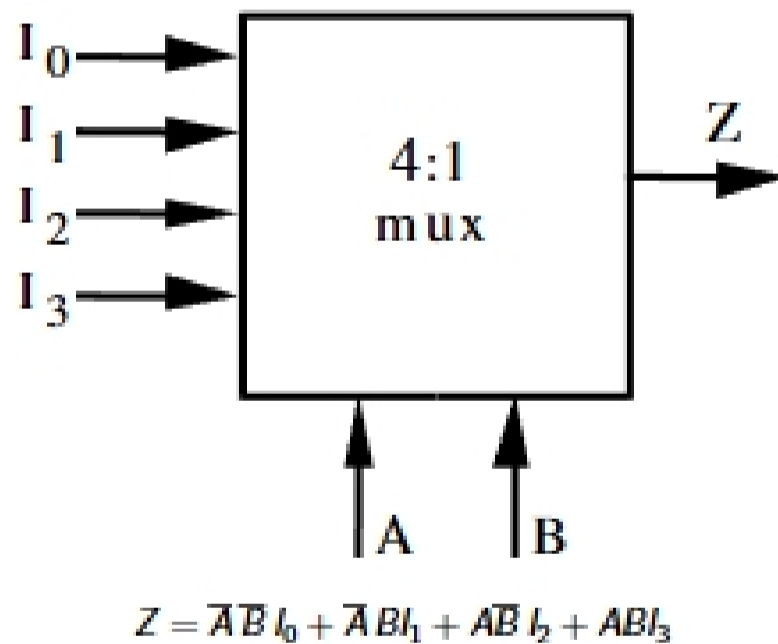 I₀
I₁
I₂
I₃
4:1
mux
Z
A
B
Z = A̅ B̅ I₀ + A̅ BI₁ + AB̅ I₂ + ABI₃